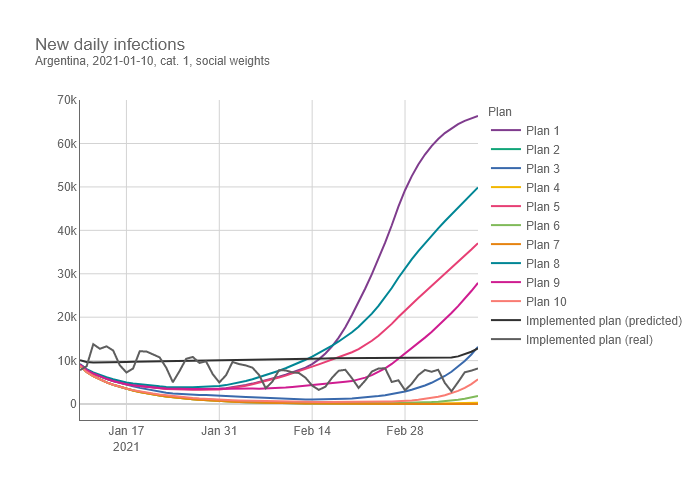 New daily infections
Argentina, 2021-01-10, cat. 1, social weights
70k
60k
50k
40k
30k
20k
10k
0
Jan 17
2021
Jan 31
Feb 14
Feb 28
Plan
Plan 1
Plan 2
Plan 3
Plan 4
Plan 5
Plan 6
Plan 7
Plan 8
Plan 9
Plan 10
Implemented plan (predicted)
Implemented plan (real)